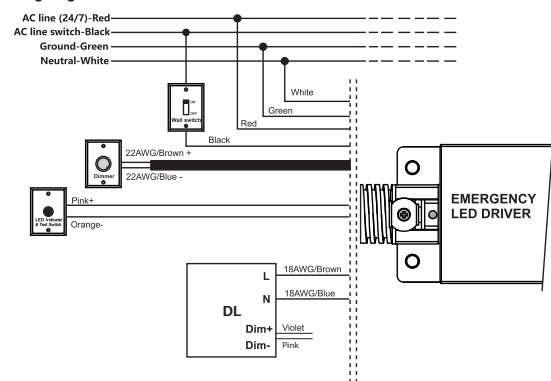 AC line (24/7)-Red
AC line switch-Black
Ground-Green
Neutral-White
White
ON
OFF
Wall switch
Green
Red
Black
22AWG/Brown +
Dimmer
22AWG/Blue -
Pink+
LED Indicator
& Test Switch
Orange-
EMERGENCY
LED DRIVER
L
18AWG/Brown
N
18AWG/Blue
DL
Dim+
Violet
Dim-
Pink